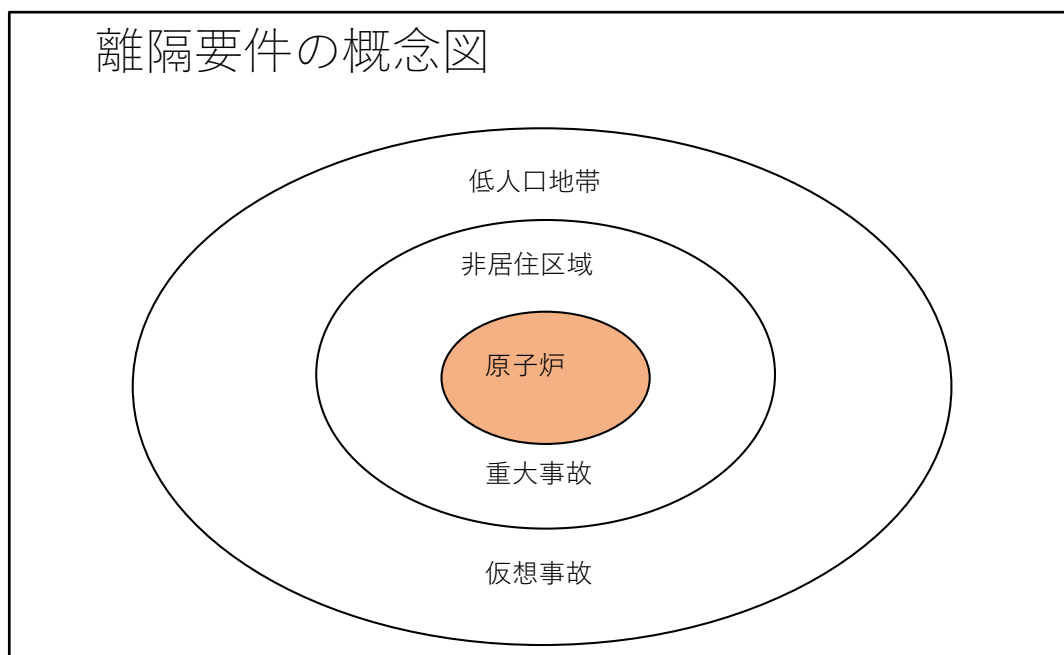 離隔要件の概念図
低人口地帯
非居住区域
原子炉
重大事故
仮想事故